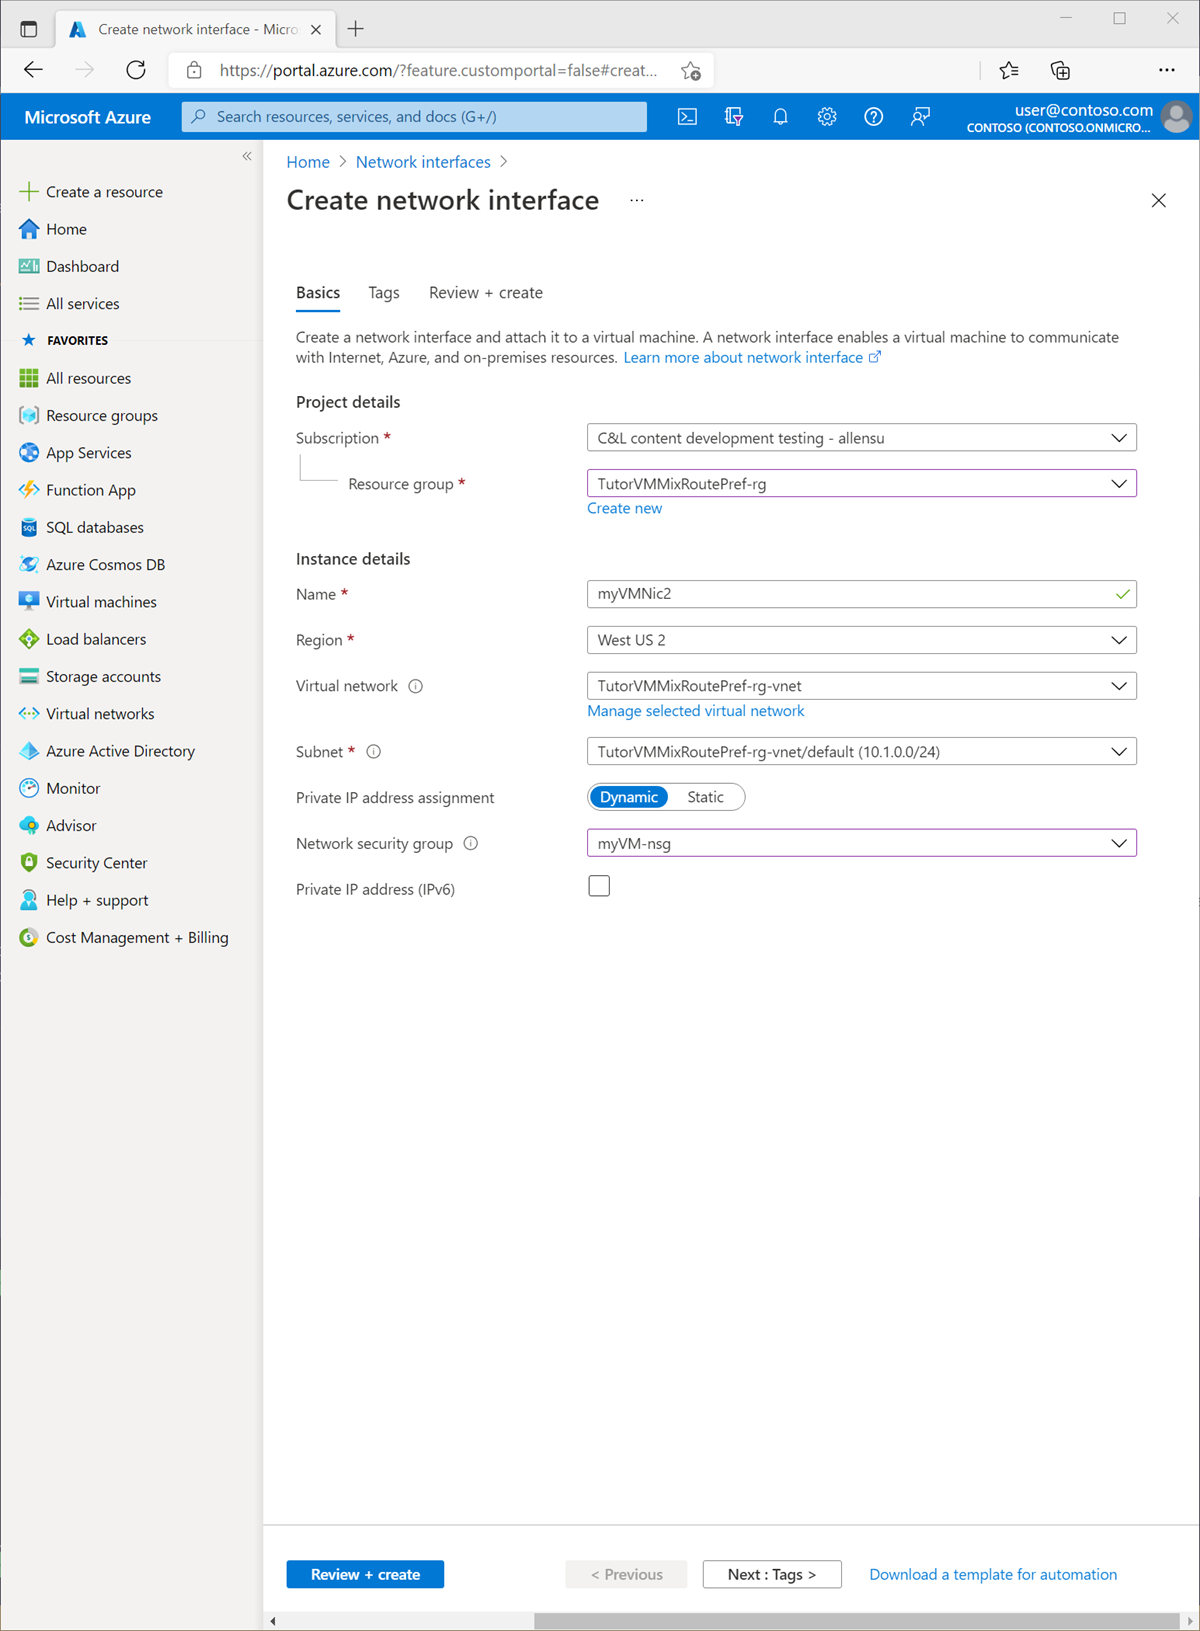 Create network interface - Micro
https://portal.azure.com/?feature.customportal=false#creat...
Microsoft Azure
Search resources, services, and docs (G+/)
user@contoso.com
CONTOSO (CONTOSO.ONMICRO...
Create a resource
Home
Dashboard
All services
FAVORITES
All resources
Resource groups
App Services
Function App
SQL databases
Azure Cosmos DB
Virtual machines
Load balancers
Storage accounts
Virtual networks
Azure Active Directory
Monitor
Advisor
Security Center
Help + support
Cost Management + Billing
Home > Network interfaces >
Create network interface ...
Basics Tags Review + create
Create a network interface and attach it to a virtual machine. A network interface enables a virtual machine to communicate
with Internet, Azure, and on-premises resources. Learn more about network interface
Project details
Subscription * C&L content development testing - allensu
Resource group * TutorVMMixRoutePref-rg
Create new
Instance details
Name * myVMNic2
Region * West US 2
Virtual network TutorVMMixRoutePref-rg-vnet
Manage selected virtual network
Subnet * TutorVMMixRoutePref-rg-vnet/default (10.1.0.0/24)
Private IP address assignment Dynamic Static
Network security group myVM-nsg
Private IP address (IPv6)
Review + create < Previous Next : Tags > Download a template for automation